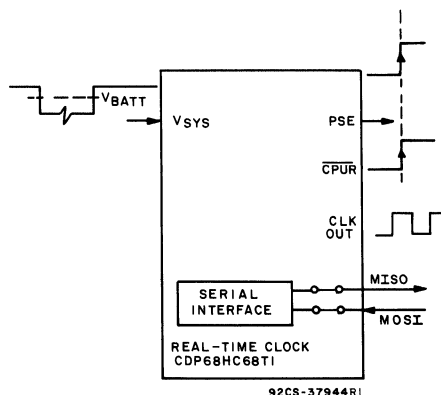 VBATT
VSYS
PSE
CPUR
CLK
OUT
MISO
SERIAL
INTERFACE
MOSI
REAL-TIME CLOCK
CDP68HC68T1
92CS-37944R1